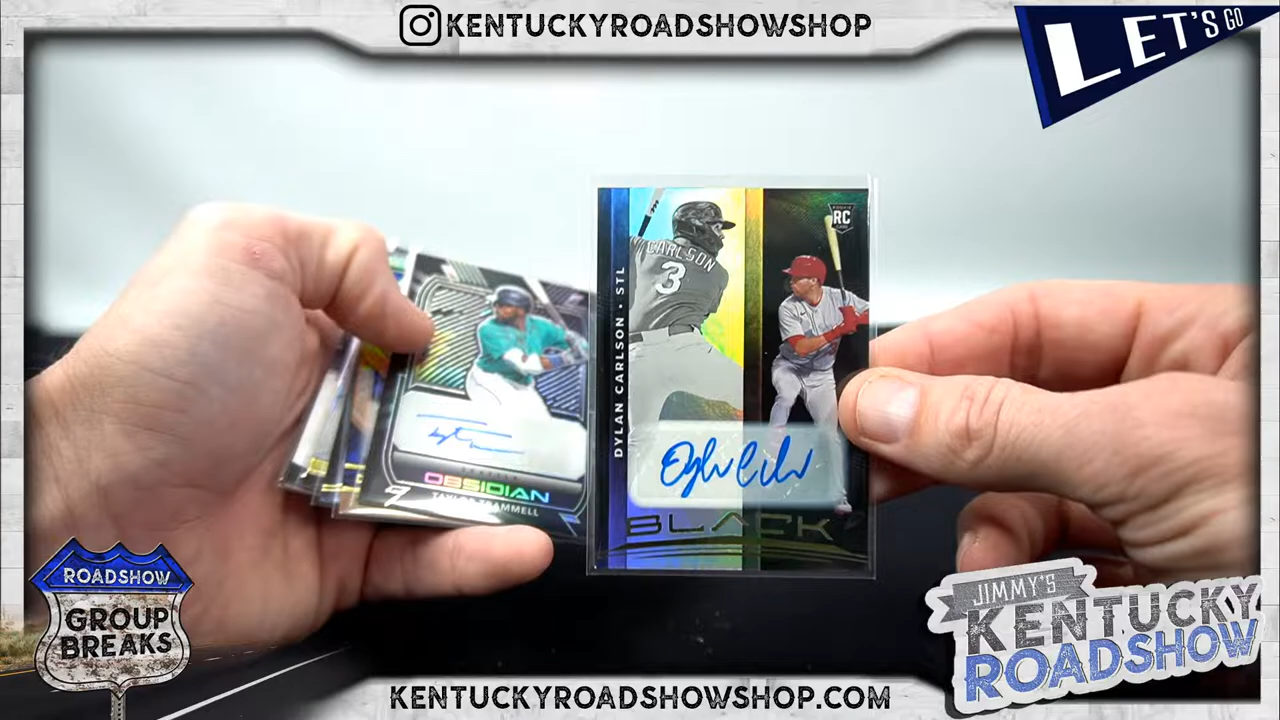 KENTUCKYROADSHOWSHOP
LET'S GO
ROOKIE
RC
CARLSON
3
DYLAN CARLSON • STL
OBSIDIAN
TAYLOR TRAMMELL
BLACK
ROADSHOW
GROUP
BREAKS
JIMMY'S
KENTUCKY
ROADSHOW
KENTUCKYROADSHOWSHOP.COM